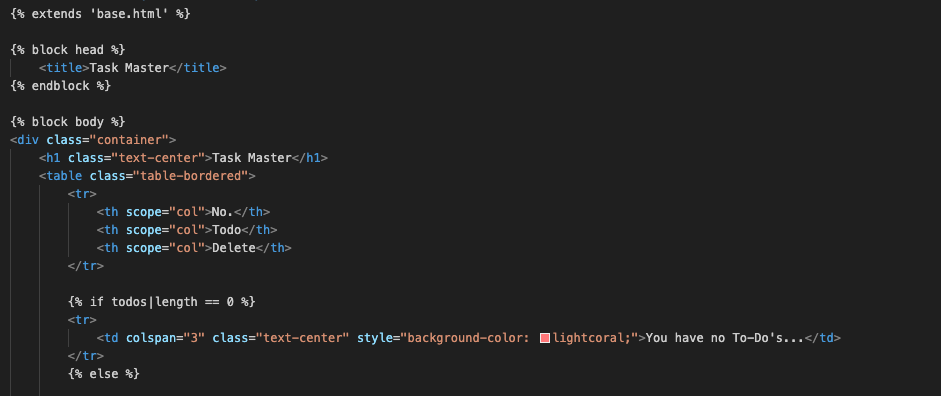 {% extends 'base.html' %}
{% block head %}
<title>Task Master</title>
{% endblock %}
{% block body %}
<div class="container">
<h1 class="text-center">Task Master</h1>
<table class="table-bordered">
<tr>
<th scope="col">No.</th>
<th scope="col">Todo</th>
<th scope="col">Delete</th>
</tr>
{% if todos|length == 0 %}
<tr>
<td colspan="3" class="text-center" style="background-color: lightcoral;">You have no To-Do's...</td>
</tr>
{% else %}